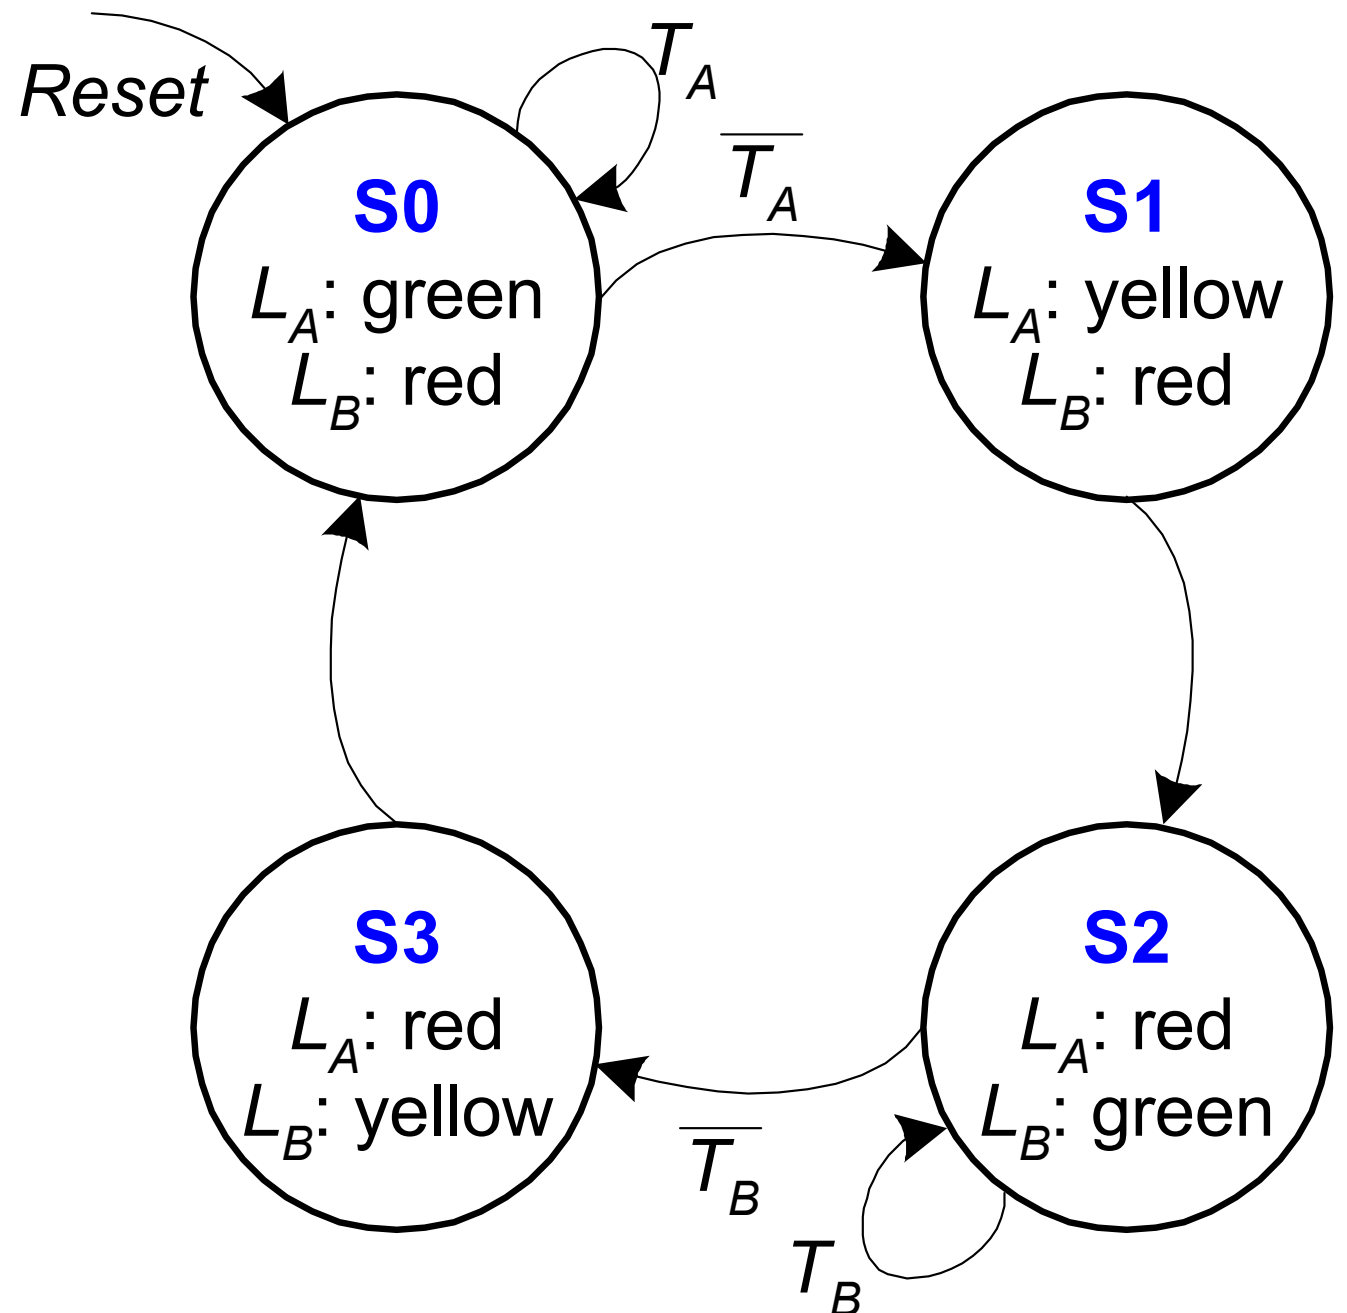 Reset
T_A
T̅_A̅
S0
L_A: green
L_B: red
S1
L_A: yellow
L_B: red
S3
L_A: red
L_B: yellow
S2
L_A: red
L_B: green
T̅_B̅
T_B